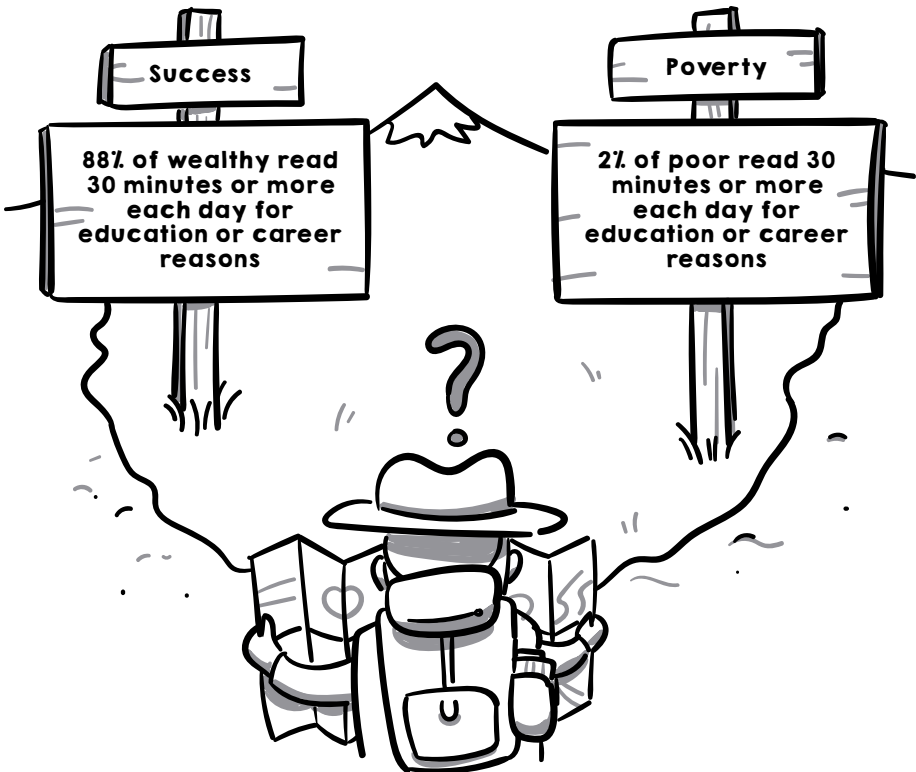 Success
88% of wealthy read
30 minutes or more
each day for
education or career
reasons
Poverty
2% of poor read 30
minutes or more
each day for
education or career
reasons
?